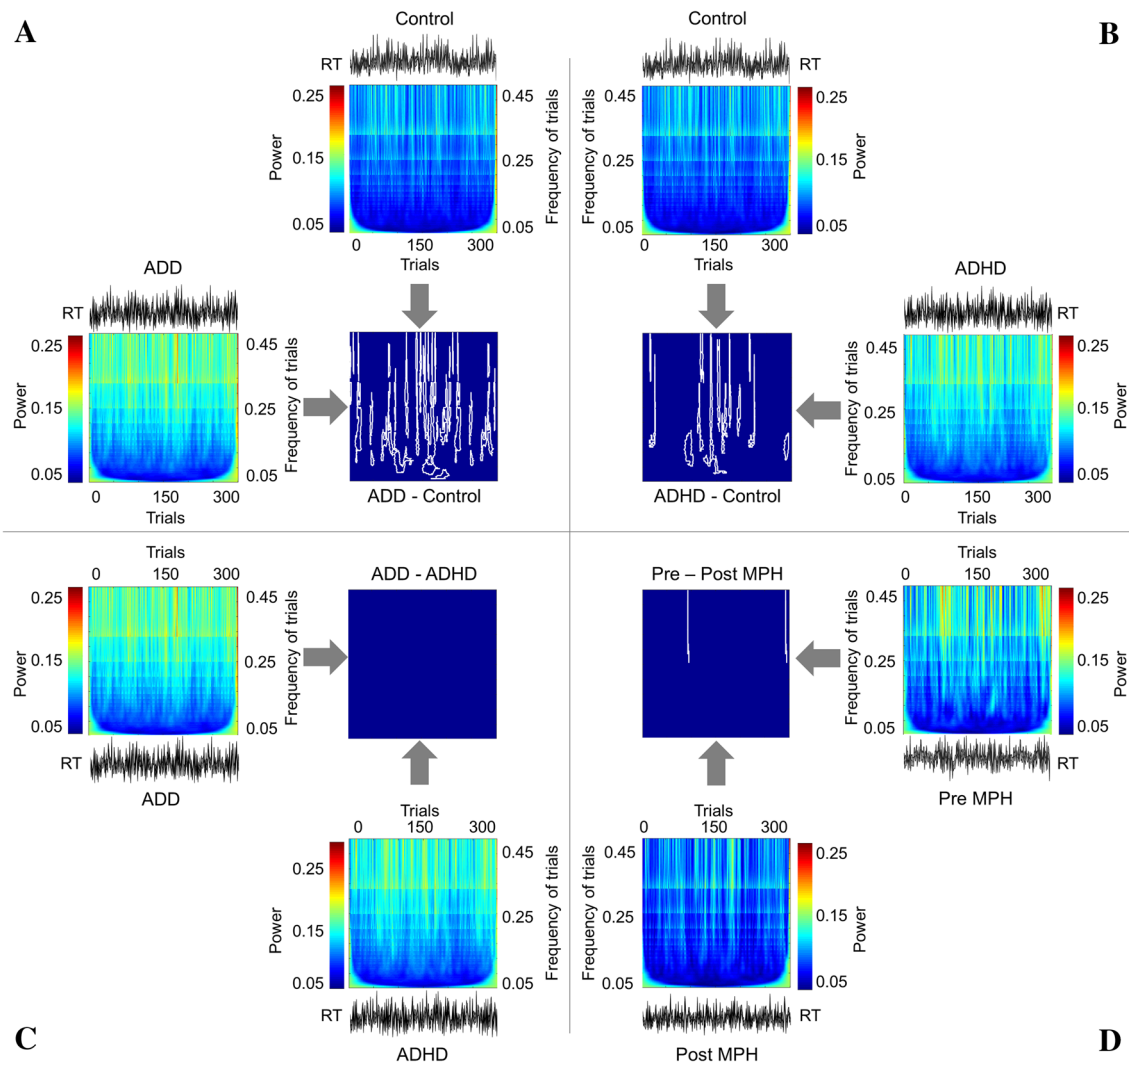 A
Control
RT
0.25
0.15
0.05
Power
0.45
0.25
0.05
Frequency of trials
0 150 300
Trials
B
Control
RT
Frequency of trials
0.45
0.25
0.05
0.25
0.15
0.05
Power
0 150 300
Trials
ADD
RT
0.25
0.15
0.05
Power
0.45
0.25
0.05
Frequency of trials
0 150 300
Trials
ADD - Control
ADHD - Control
ADHD
RT
Frequency of trials
0.45
0.25
0.05
0.25
0.15
0.05
Power
0 150 300
Trials
Trials
0 150 300
0.25
0.15
0.05
Power
0.45
0.25
0.05
Frequency of trials
RT
ADD
ADD - ADHD
Pre – Post MPH
Trials
0 150 300
Frequency of trials
0.45
0.25
0.05
0.25
0.15
0.05
Power
RT
Pre MPH
Trials
0 150 300
0.25
0.15
0.05
Power
0.45
0.25
0.05
Frequency of trials
RT
ADHD
C
Trials
0 150 300
Frequency of trials
0.45
0.25
0.05
0.25
0.15
0.05
Power
RT
Post MPH
D